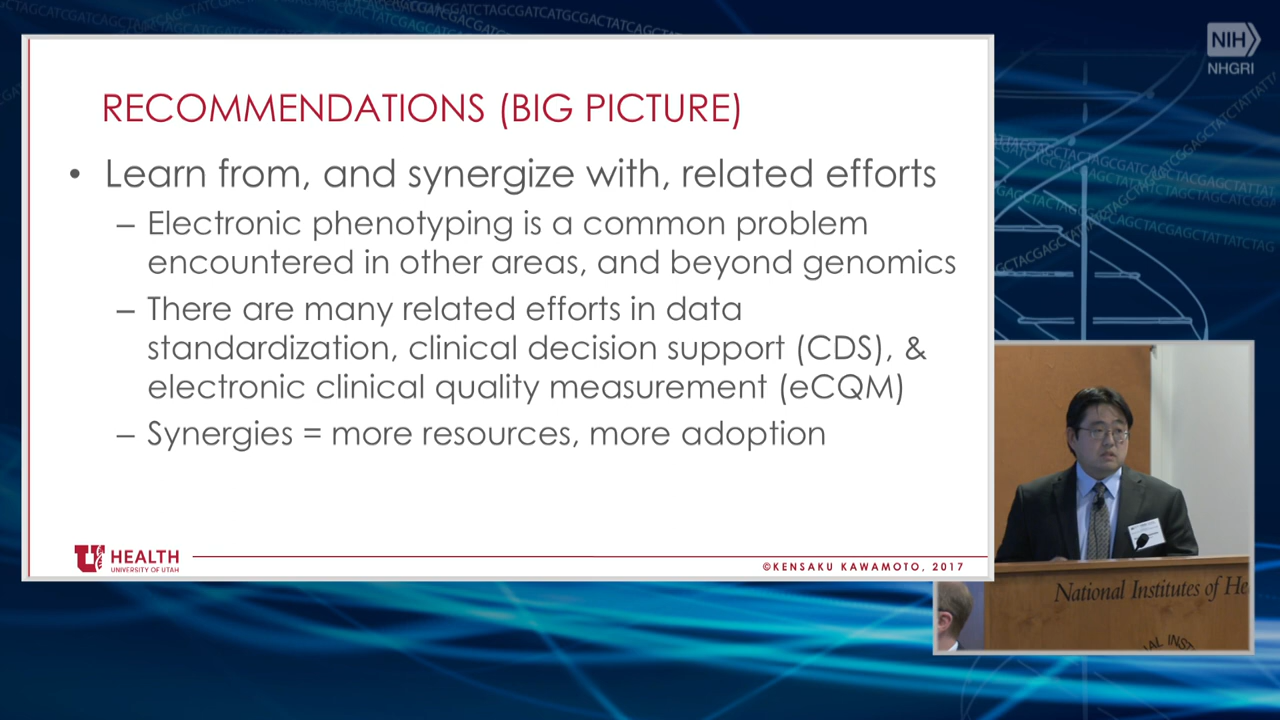 NIH
NHGRI
RECOMMENDATIONS (BIG PICTURE)
• Learn from, and synergize with, related efforts
– Electronic phenotyping is a common problem
encountered in other areas, and beyond genomics
– There are many related efforts in data
standardization, clinical decision support (CDS), &
electronic clinical quality measurement (eCQM)
– Synergies = more resources, more adoption
U HEALTH
UNIVERSITY OF UTAH
©KENSAKU KAWAMOTO, 2017
National Institutes of He
AL INST